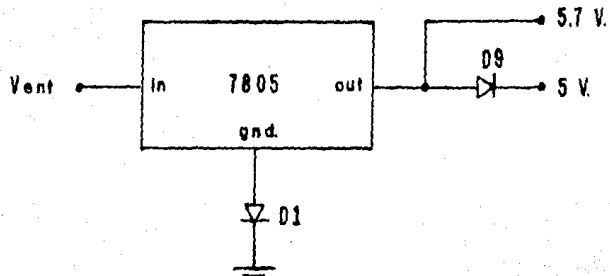 5.7 V.
D9
Vent
in
7805
out
5 V.
gnd.
D1